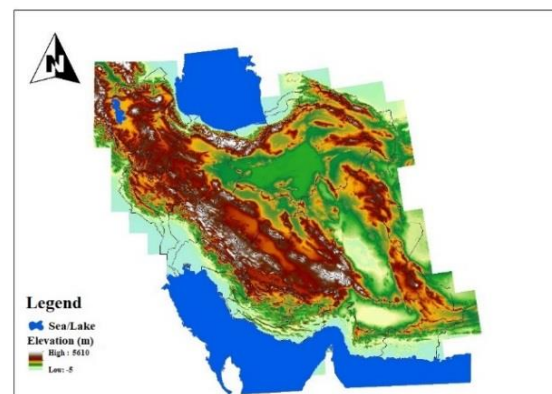 N
Legend
Sea/Lake
Elevation (m)
High : 5610
Low: -5